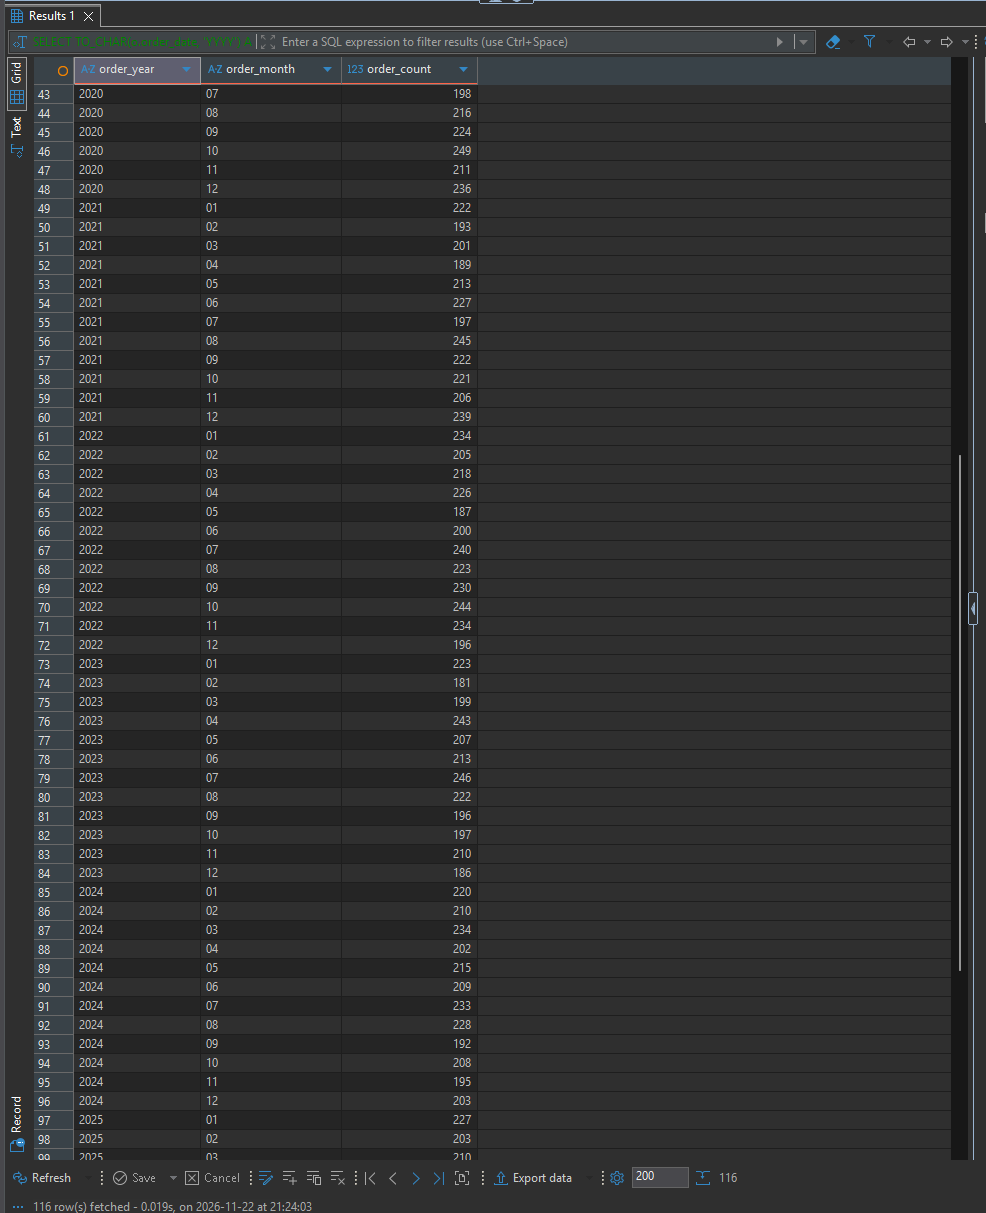 Results 1
SELECT TO_CHAR(o.order_date, 'YYYY') A Enter a SQL expression to filter results (use Ctrl+Space)
Grid
Text
Record
A-Z order_year A-Z order_month 123 order_count
43 2020 07 198
44 2020 08 216
45 2020 09 224
46 2020 10 249
47 2020 11 211
48 2020 12 236
49 2021 01 222
50 2021 02 193
51 2021 03 201
52 2021 04 189
53 2021 05 213
54 2021 06 227
55 2021 07 197
56 2021 08 245
57 2021 09 222
58 2021 10 221
59 2021 11 206
60 2021 12 239
61 2022 01 234
62 2022 02 205
63 2022 03 218
64 2022 04 226
65 2022 05 187
66 2022 06 200
67 2022 07 240
68 2022 08 223
69 2022 09 230
70 2022 10 244
71 2022 11 234
72 2022 12 196
73 2023 01 223
74 2023 02 181
75 2023 03 199
76 2023 04 243
77 2023 05 207
78 2023 06 213
79 2023 07 246
80 2023 08 222
81 2023 09 196
82 2023 10 197
83 2023 11 210
84 2023 12 186
85 2024 01 220
86 2024 02 210
87 2024 03 234
88 2024 04 202
89 2024 05 215
90 2024 06 209
91 2024 07 233
92 2024 08 228
93 2024 09 192
94 2024 10 208
95 2024 11 195
96 2024 12 203
97 2025 01 227
98 2025 02 203
99 2025 03 210
Refresh Save Cancel Export data 200 116
116 row(s) fetched - 0.019s, on 2026-11-22 at 21:24:03